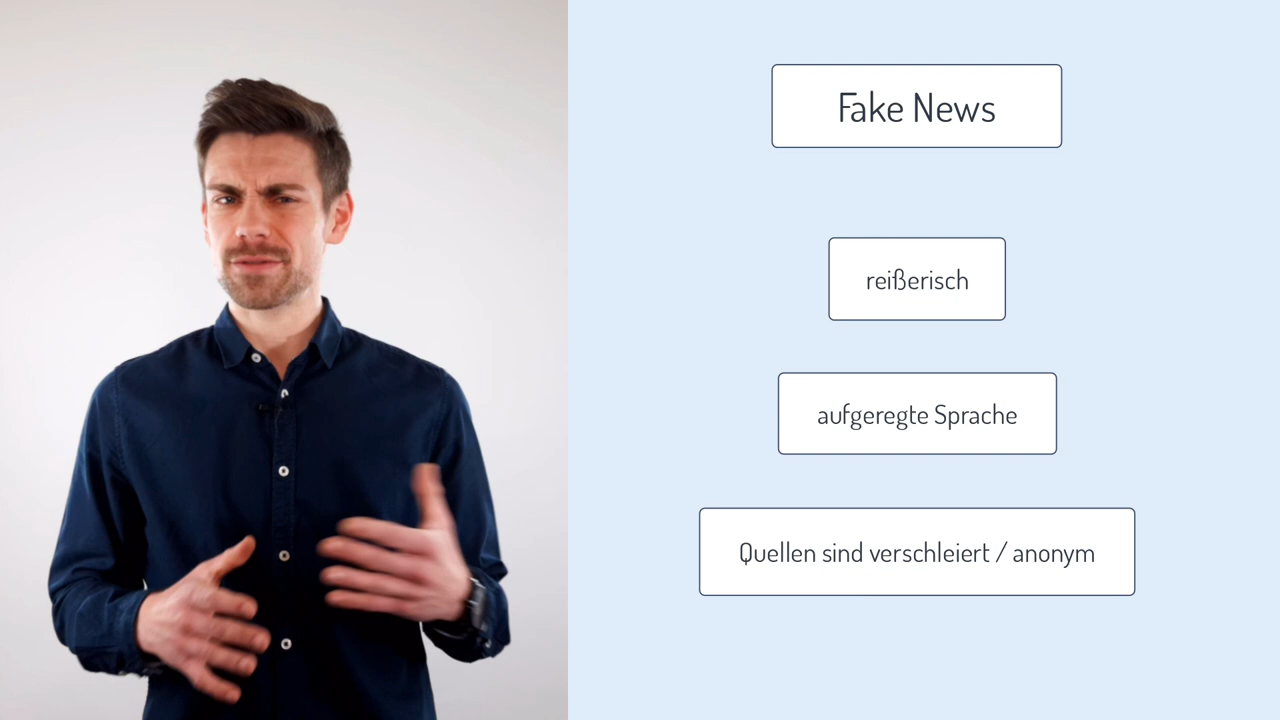 Fake News
reißerisch
aufgeregte Sprache
Quellen sind verschleiert / anonym